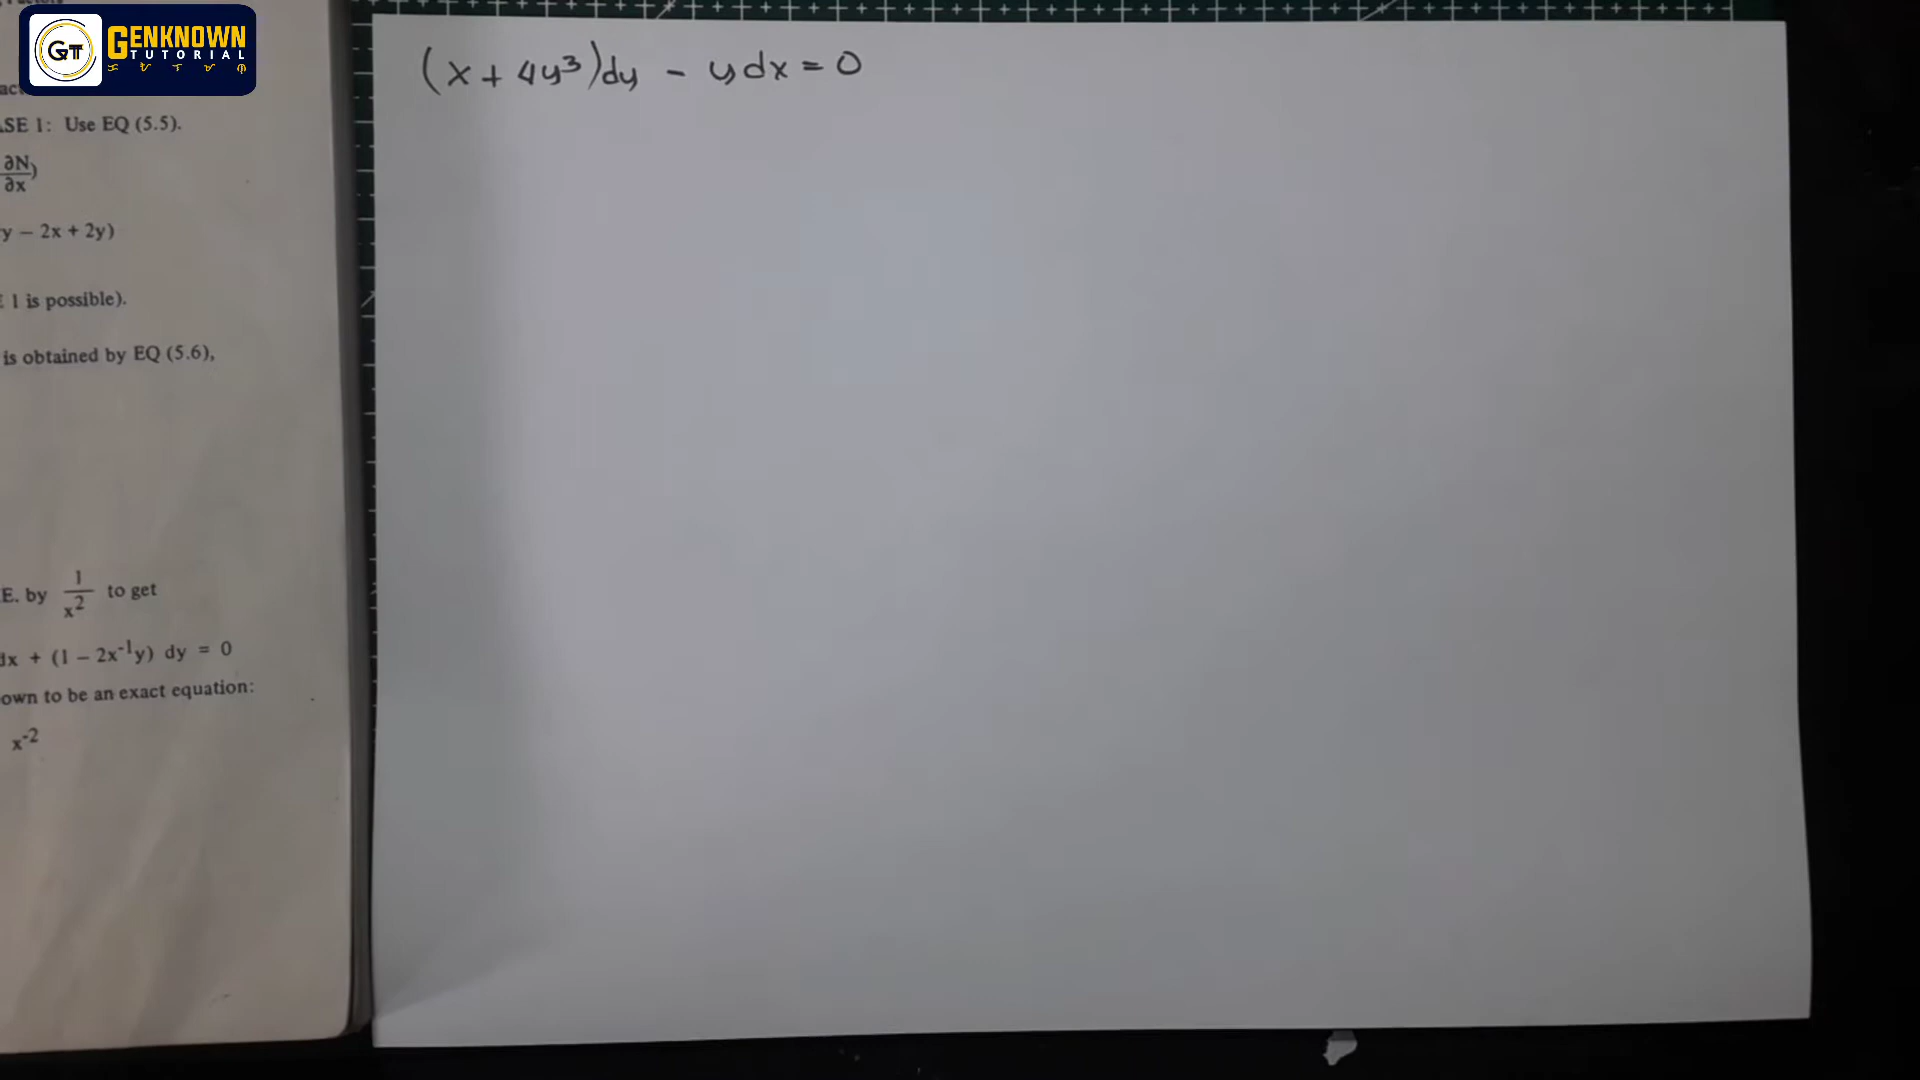 GENKNOWN
TUTORIAL
GT
SE 1: Use EQ (5.5).
∂N)
∂x
y – 2x + 2y)
1 is possible).
is obtained by EQ (5.6),
E. by 1/x² to get
dx + (1 – 2x⁻¹y) dy = 0
own to be an exact equation:
x⁻²
(x + 4y³)dy - ydx = 0